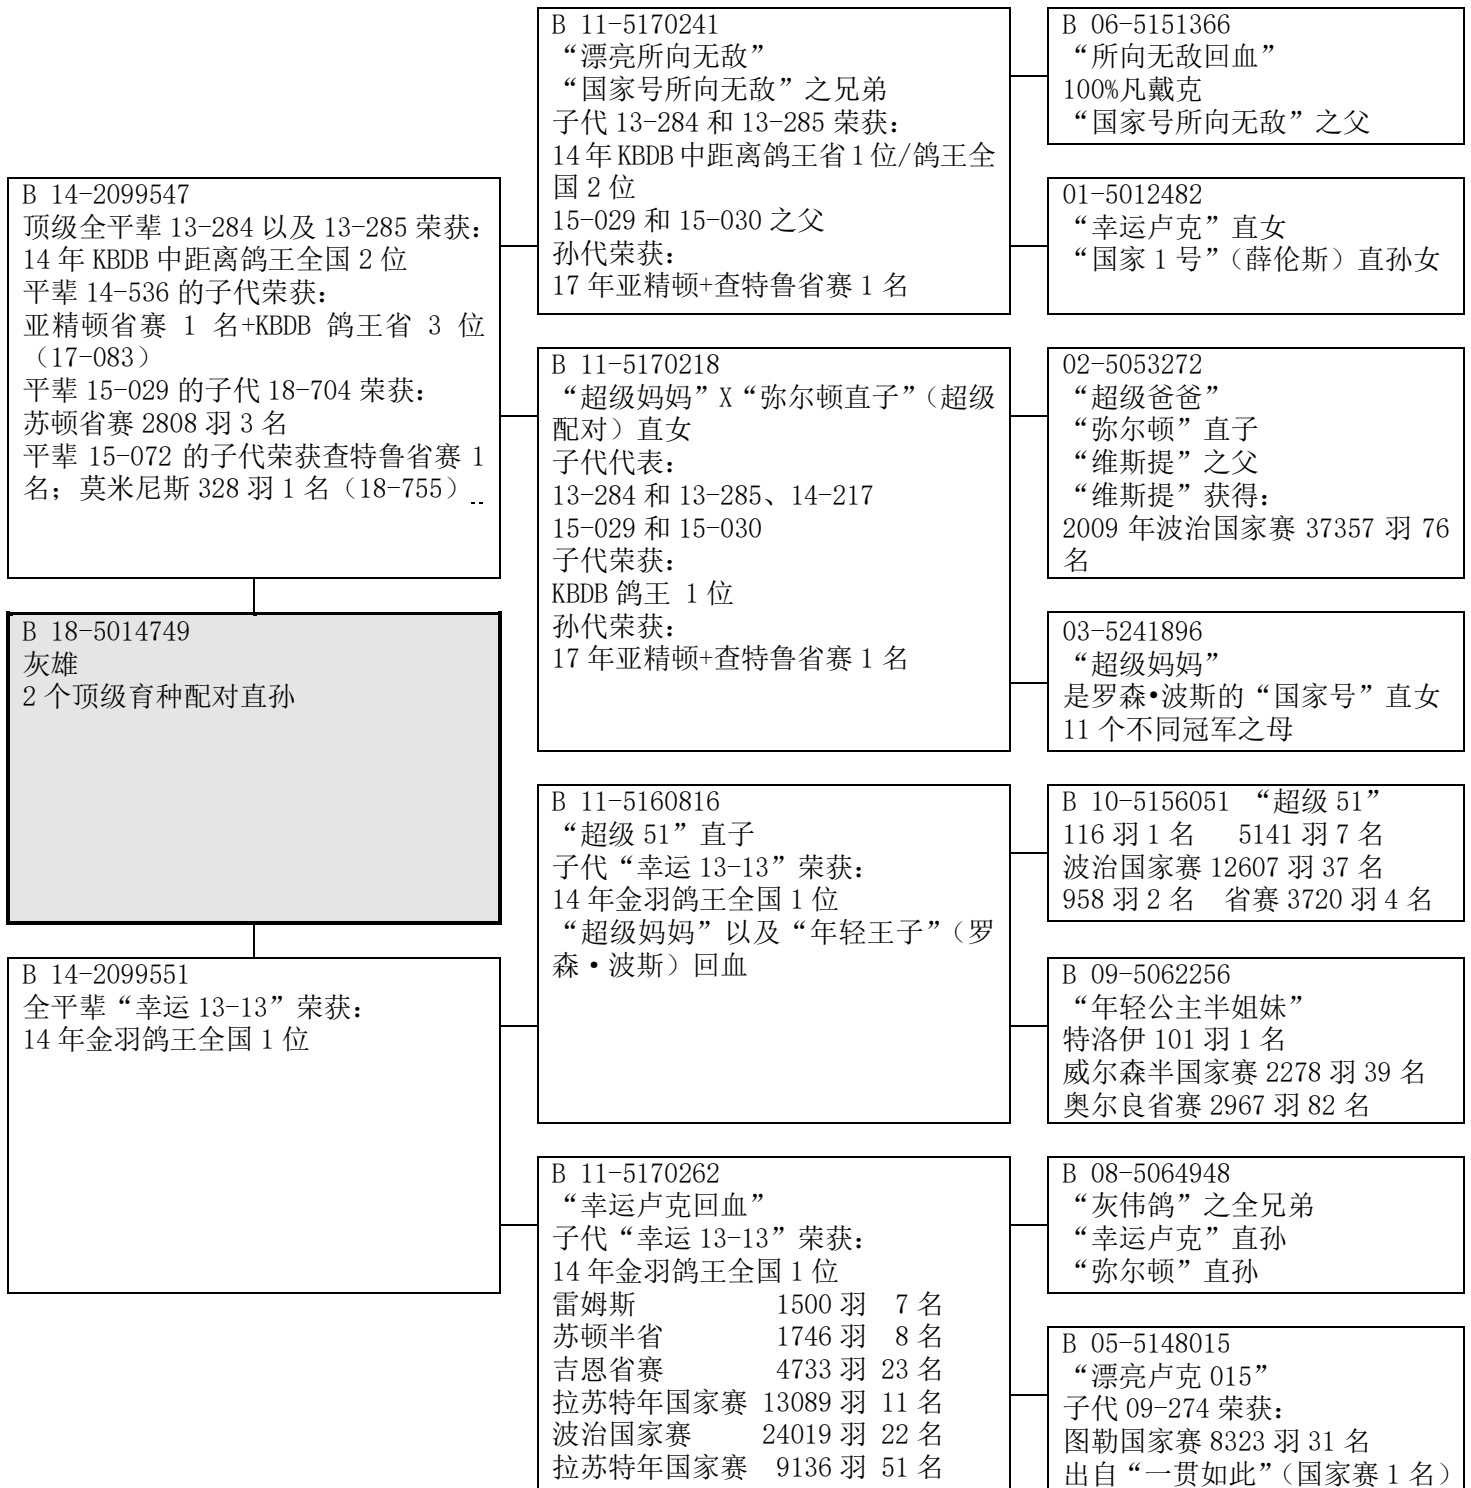 B 14-2099547
顶级全平辈 13-284 以及 13-285 荣获：
14 年 KBDB 中距离鸽王全国 2 位
平辈 14-536 的子代荣获：
亚精顿省赛 1 名+KBDB 鸽王省 3 位
（17-083）
平辈 15-029 的子代 18-704 荣获：
苏顿省赛 2808 羽 3 名
平辈 15-072 的子代荣获查特鲁省赛 1
名；莫米尼斯 328 羽 1 名（18-755）
B 18-5014749
灰雄
2 个顶级育种配对直孙
B 14-2099551
全平辈“幸运 13-13”荣获：
14 年金羽鸽王全国 1 位
B 11-5170241
“漂亮所向无敌”
“国家号所向无敌”之兄弟
子代 13-284 和 13-285 荣获：
14 年 KBDB 中距离鸽王省 1 位/鸽王全
国 2 位
15-029 和 15-030 之父
孙代荣获：
17 年亚精顿+查特鲁省赛 1 名
B 11-5170218
“超级妈妈”X“弥尔顿直子”（超级
配对）直女
子代代表：
13-284 和 13-285、14-217
15-029 和 15-030
子代荣获：
KBDB 鸽王 1 位
孙代荣获：
17 年亚精顿+查特鲁省赛 1 名
B 11-5160816
“超级 51”直子
子代“幸运 13-13”荣获：
14 年金羽鸽王全国 1 位
“超级妈妈”以及“年轻王子”（罗
森·波斯）回血
B 11-5170262
“幸运卢克回血”
子代“幸运 13-13”荣获：
14 年金羽鸽王全国 1 位
雷姆斯 1500 羽 7 名
苏顿半省 1746 羽 8 名
吉恩省赛 4733 羽 23 名
拉苏特年国家赛 13089 羽 11 名
波治国家赛 24019 羽 22 名
拉苏特年国家赛 9136 羽 51 名
B 06-5151366
“所向无敌回血”
100%凡戴克
“国家号所向无敌”之父
01-5012482
“幸运卢克”直女
“国家 1 号”（薛伦斯）直孙女
02-5053272
“超级爸爸”
“弥尔顿”直子
“维斯提”之父
“维斯提”获得：
2009 年波治国家赛 37357 羽 76
名
03-5241896
“超级妈妈”
是罗森•波斯的“国家号”直女
11 个不同冠军之母
B 10-5156051 “超级 51”
116 羽 1 名 5141 羽 7 名
波治国家赛 12607 羽 37 名
958 羽 2 名 省赛 3720 羽 4 名
B 09-5062256
“年轻公主半姐妹”
特洛伊 101 羽 1 名
威尔森半国家赛 2278 羽 39 名
奥尔良省赛 2967 羽 82 名
B 08-5064948
“灰伟鸽”之全兄弟
“幸运卢克”直孙
“弥尔顿”直孙
B 05-5148015
“漂亮卢克 015”
子代 09-274 荣获：
图勒国家赛 8323 羽 31 名
出自“一贯如此”（国家赛 1 名）